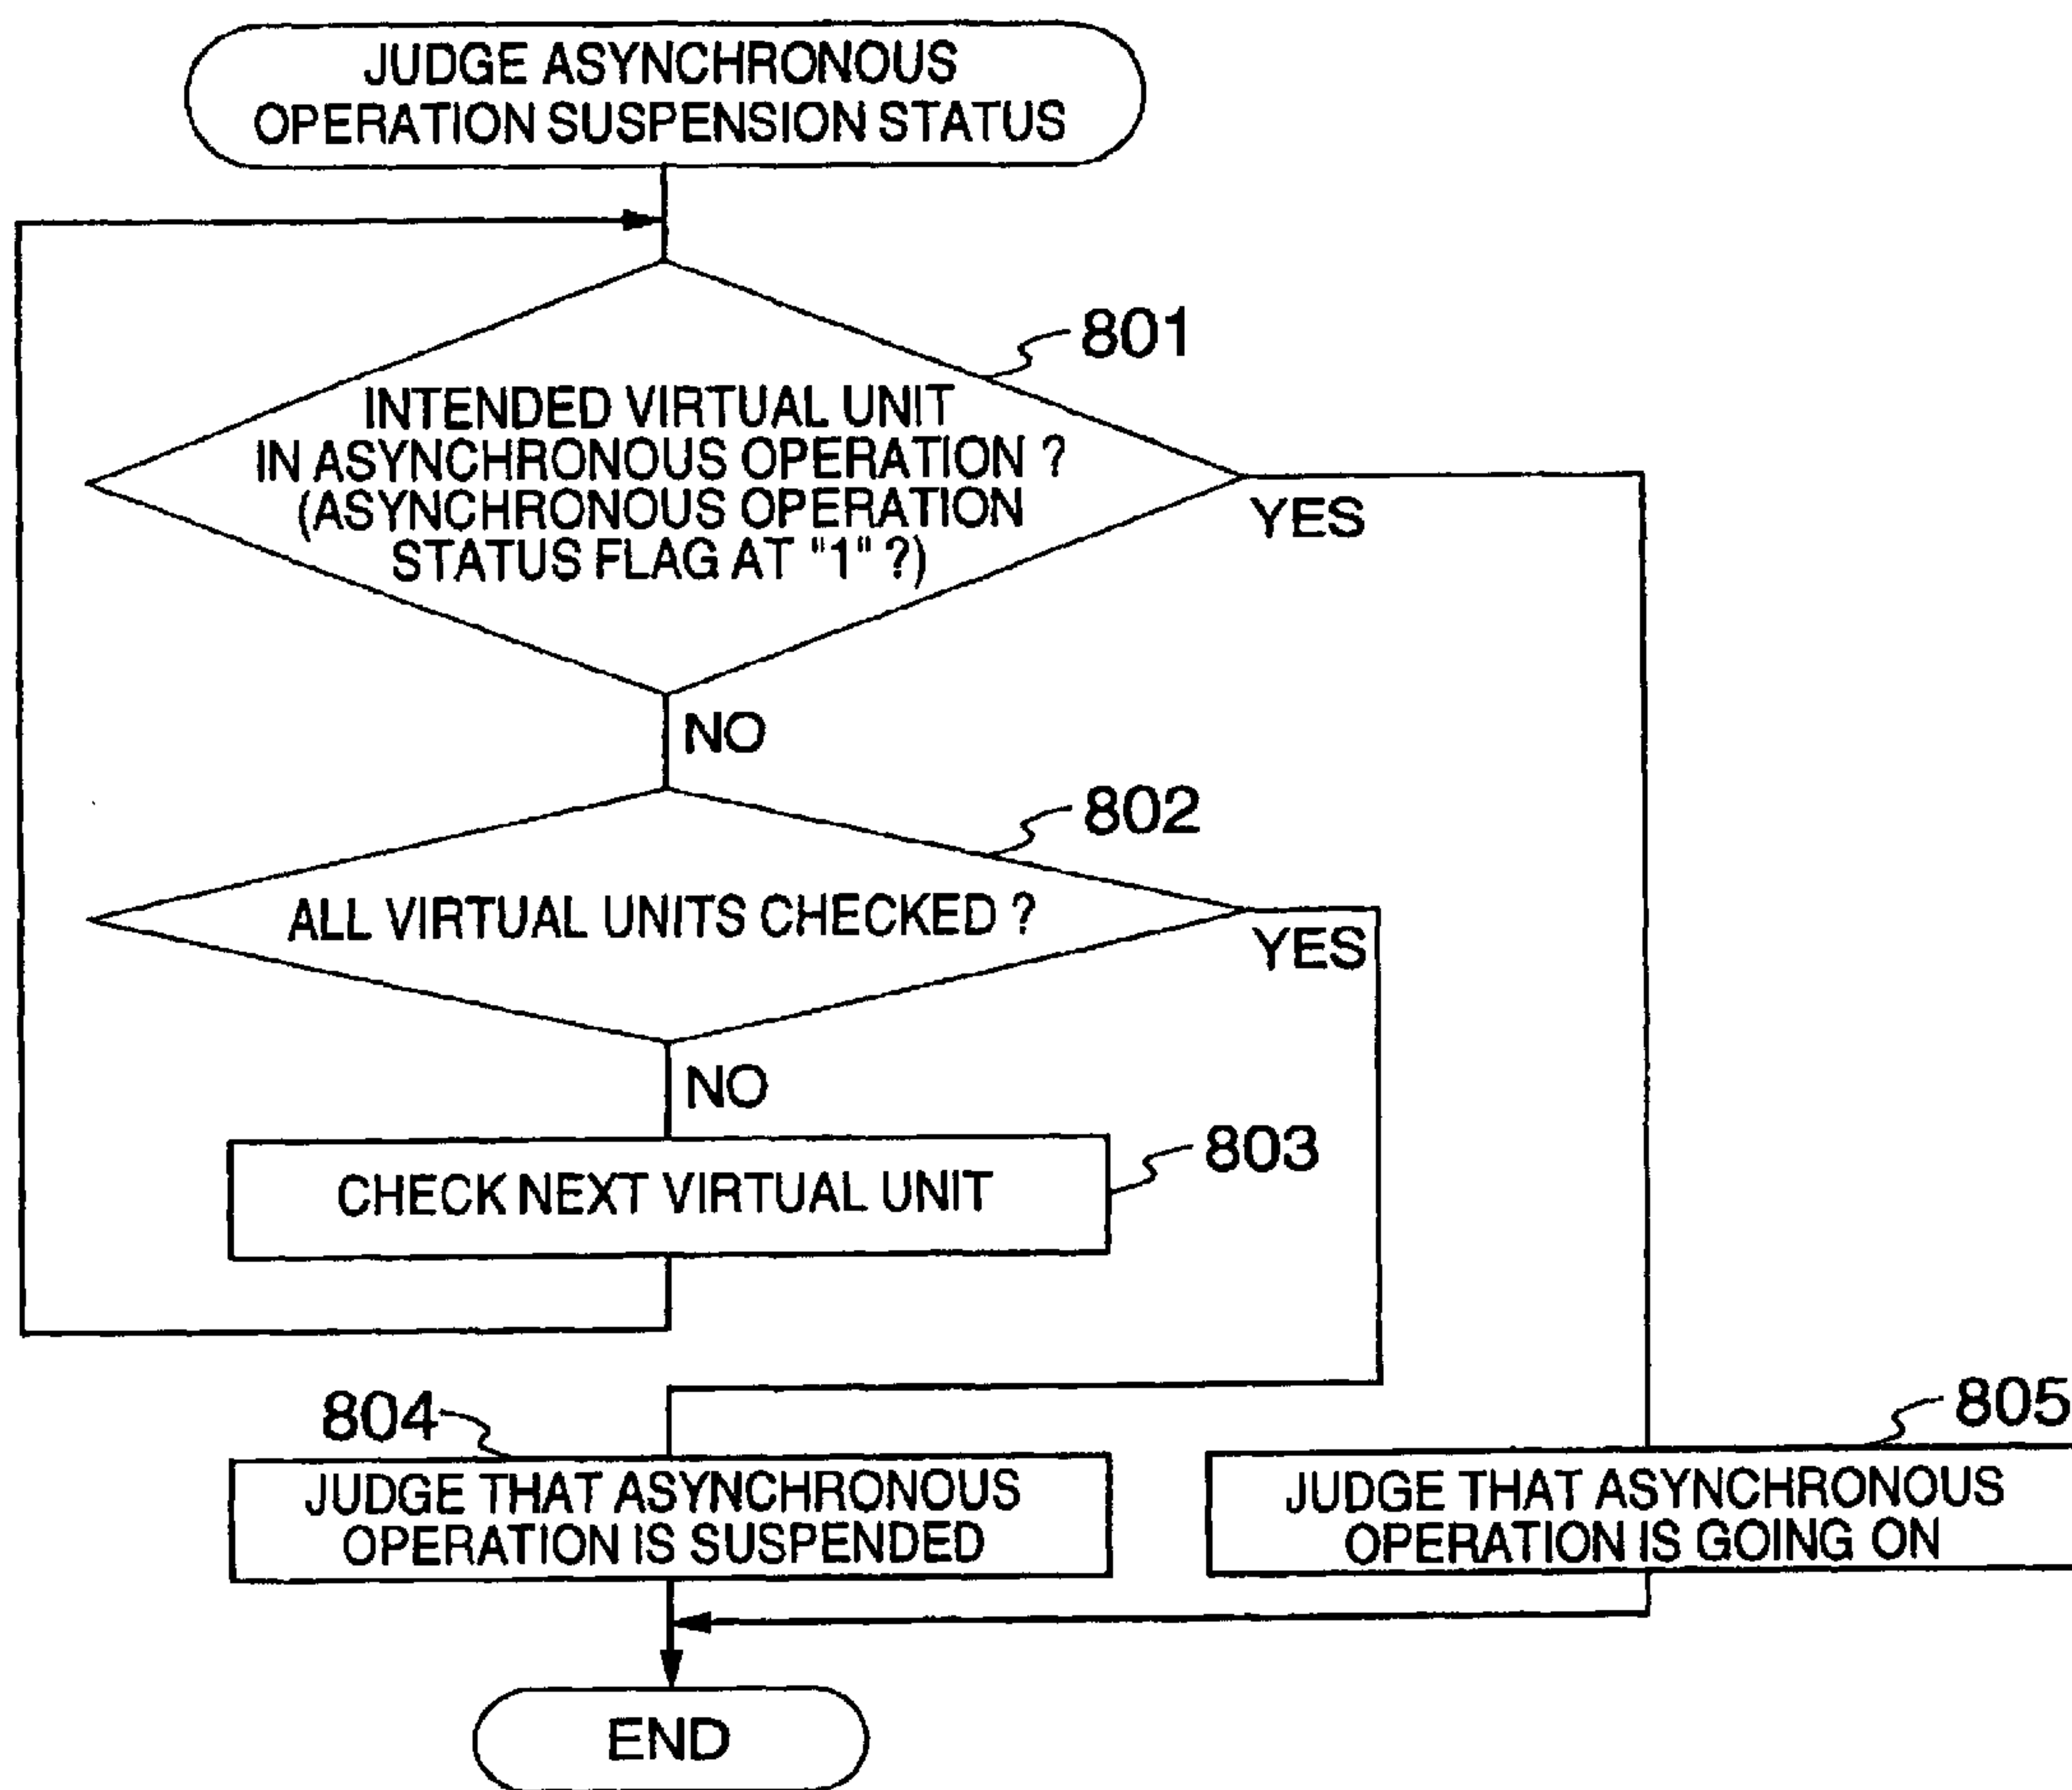 JUDGE ASYNCHRONOUS
OPERATION SUSPENSION STATUS
801
INTENDED VIRTUAL UNIT
IN ASYNCHRONOUS OPERATION ?
(ASYNCHRONOUS OPERATION
STATUS FLAG AT "1" ?)
YES
NO
802
ALL VIRTUAL UNITS CHECKED ?
YES
NO
803
CHECK NEXT VIRTUAL UNIT
804
JUDGE THAT ASYNCHRONOUS
OPERATION IS SUSPENDED
805
JUDGE THAT ASYNCHRONOUS
OPERATION IS GOING ON
END